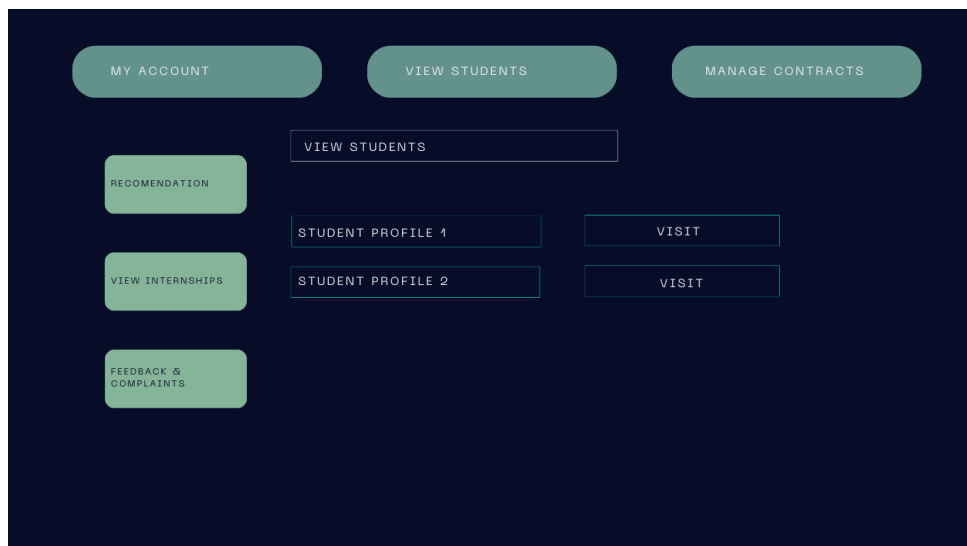 MY ACCOUNT
VIEW STUDENTS
MANAGE CONTRACTS
VIEW STUDENTS
RECOMENDATION
STUDENT PROFILE 1
VISIT
VIEW INTERNSHIPS
STUDENT PROFILE 2
VISIT
FEEDBACK &
COMPLAINTS